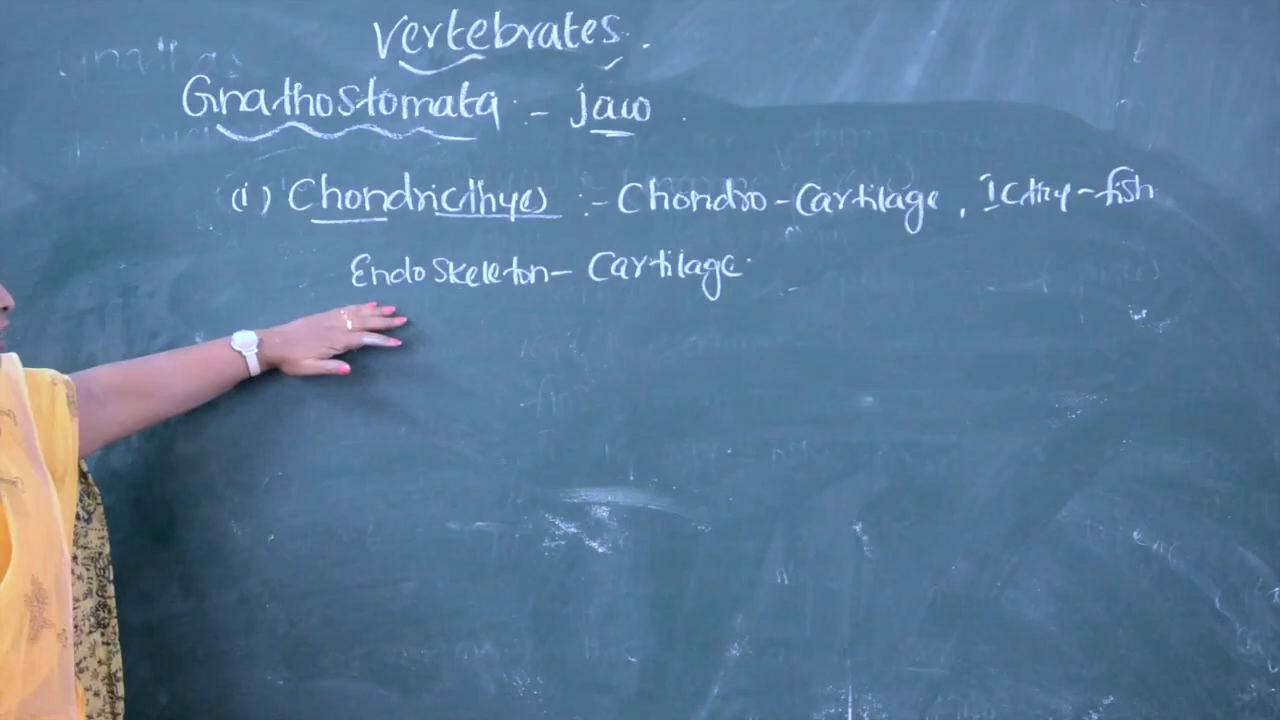 Vertebrates.
Gnathostomata :- jaw
(i) Chondricthyes :- Chondro-Cartilage, Icthy-fish
Endoskeleton- Cartilage.